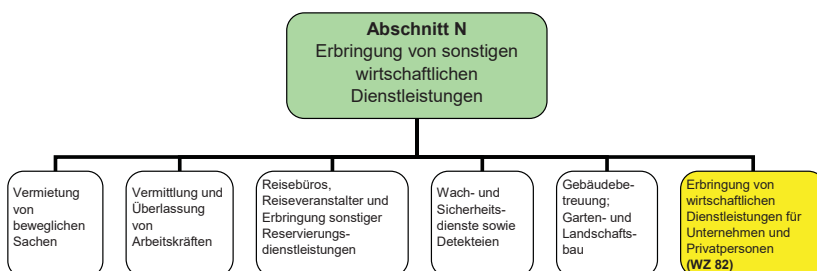 Abschnitt N
Erbringung von sonstigen
wirtschaftlichen
Dienstleistungen
Vermietung
von
beweglichen
Sachen
Vermittlung und
Überlassung
von
Arbeitskräften
Reisebüros,
Reiseveranstalter und
Erbringung sonstiger
Reservierungs-
dienstleistungen
Wach- und
Sicherheits-
dienste sowie
Detekteien
Gebäudebe-
treuung;
Garten- und
Landschafts-
bau
Erbringung von
wirtschaftlichen
Dienstleistungen für
Unternehmen und
Privatpersonen
(WZ 82)